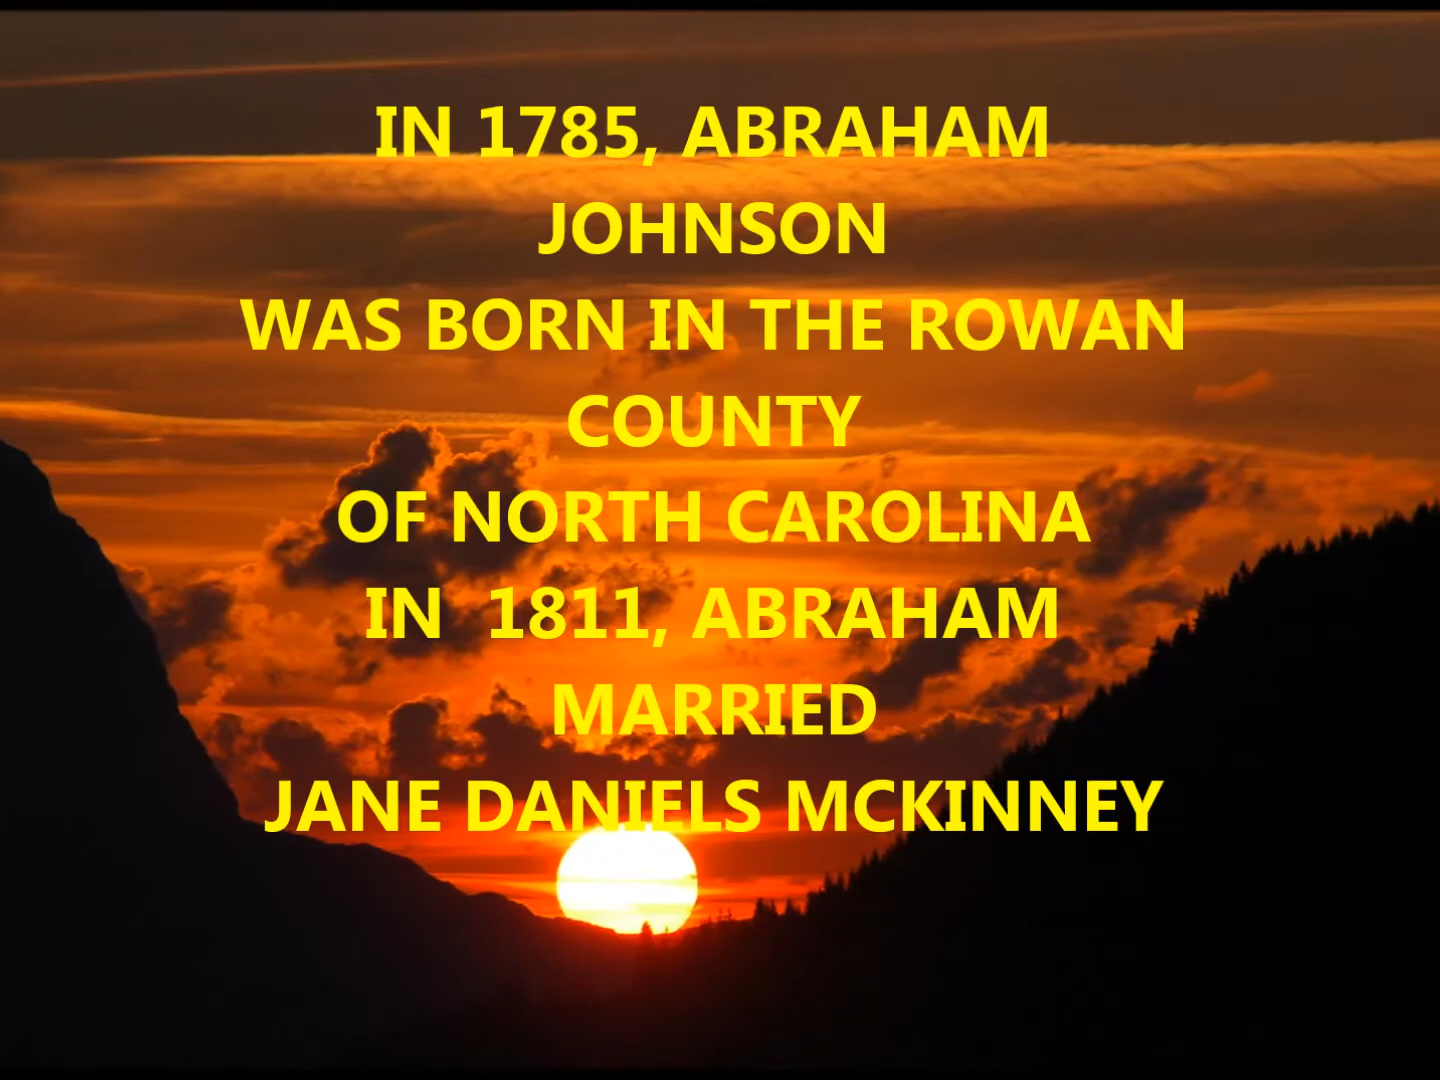 IN 1785, ABRAHAM
JOHNSON
WAS BORN IN THE ROWAN
COUNTY
OF NORTH CAROLINA
IN  1811, ABRAHAM
MARRIED
JANE DANIELS MCKINNEY